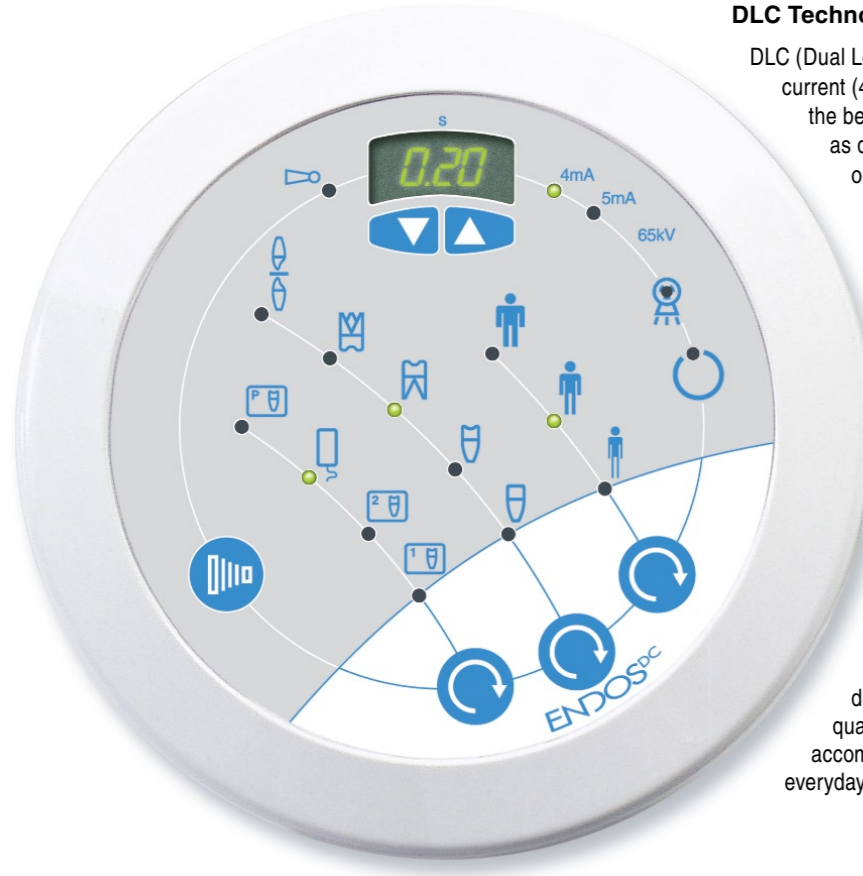 DLC Techno
DLC (Dual
current (4
the be
as
s
0.20
4mA
5mA
65kV
P
2
1
ENDOS DC
d
qua
accom
everyday